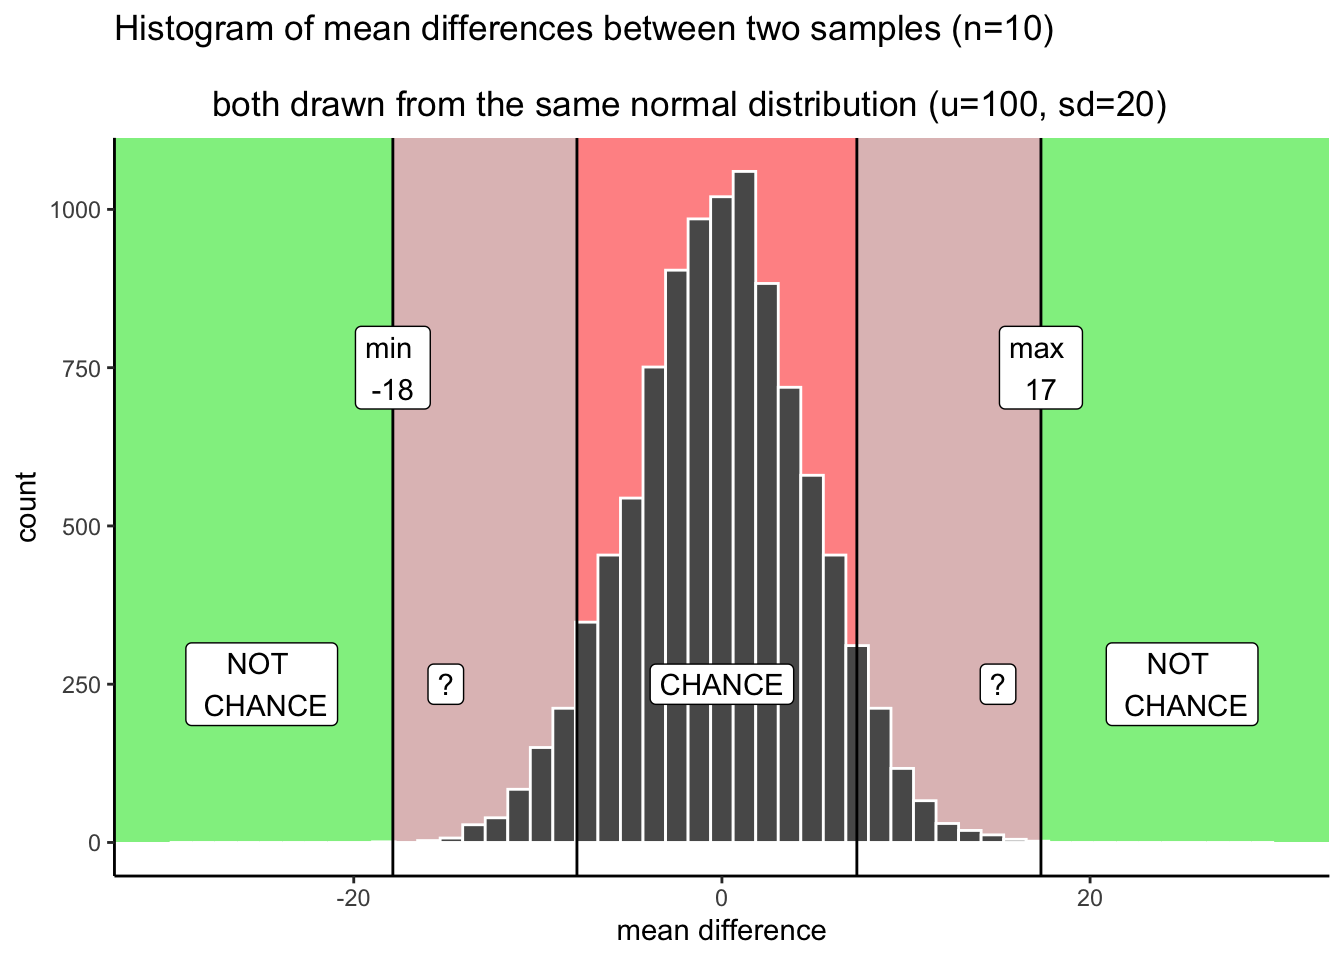 Histogram of mean differences between two samples (n=10)
both drawn from the same normal distribution (u=100, sd=20)
1000
750
500
250
0
count
min
-18
max
17
NOT
CHANCE
?
CHANCE
?
NOT
CHANCE
-20
0
20
mean difference